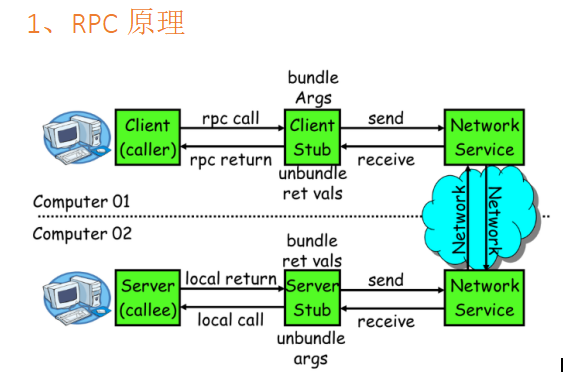 1、RPC 原理
bundle
Args
Client
(caller)
rpc call
rpc return
Client
Stub
send
receive
Network
Service
unbundle
ret vals
Computer 01
Network
Network
Computer 02
bundle
ret vals
Server
(callee)
local return
local call
Server
Stub
send
receive
Network
Service
unbundle
args